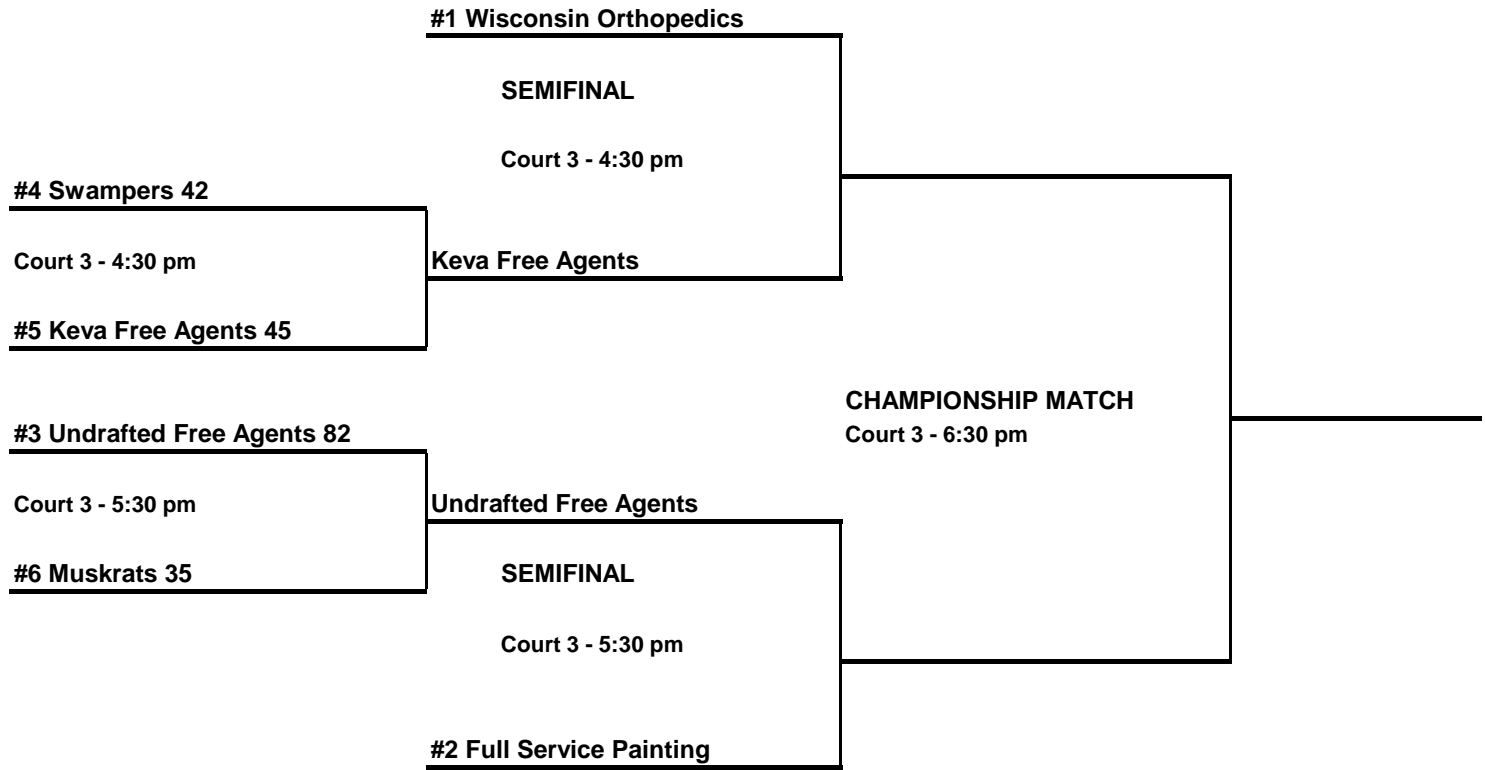 #1 Wisconsin Orthopedics
SEMIFINAL
Court 3 - 4:30 pm
#4 Swampers 42
Court 3 - 4:30 pm
Keva Free Agents
#5 Keva Free Agents 45
CHAMPIONSHIP MATCH
#3 Undrafted Free Agents 82
Court 3 - 6:30 pm
Court 3 - 5:30 pm
Undrafted Free Agents
#6 Muskrats 35
SEMIFINAL
Court 3 - 5:30 pm
#2 Full Service Painting